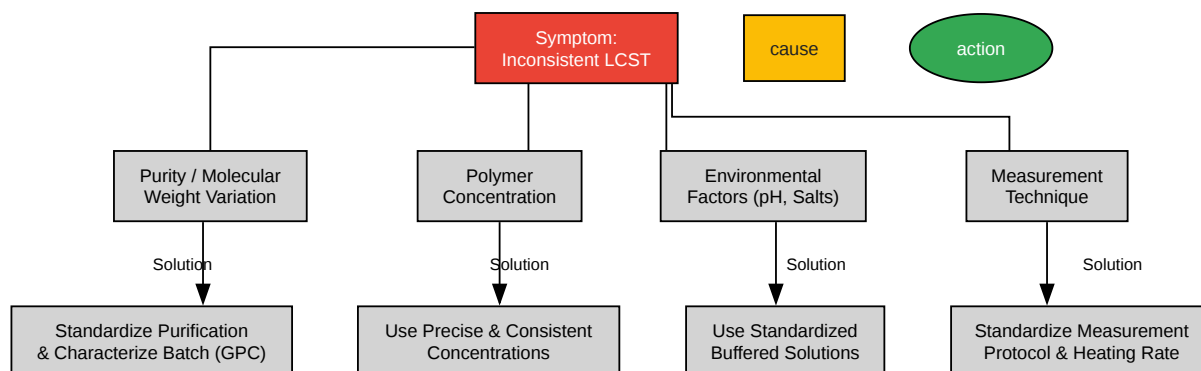 Symptom:
Inconsistent LCST
cause
action
Purity / Molecular
Weight Variation
Polymer
Concentration
Environmental
Factors (pH, Salts)
Measurement
Technique
Solution
Solution
Solution
Solution
Standardize Purification
& Characterize Batch (GPC)
Use Precise & Consistent
Concentrations
Use Standardized
Buffered Solutions
Standardize Measurement
Protocol & Heating Rate